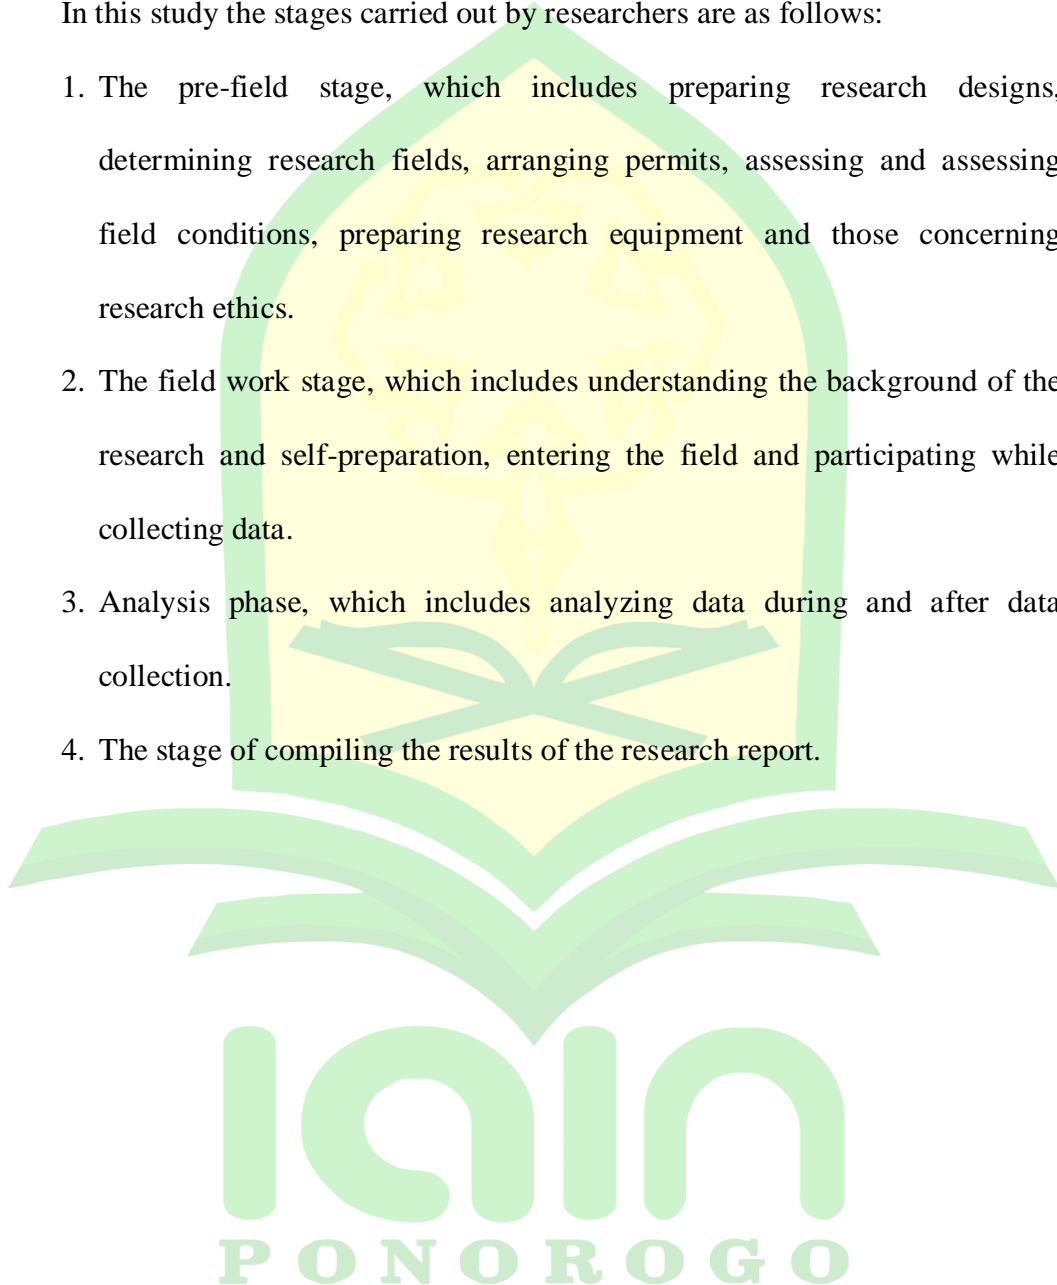 In this study the stages carried out by researchers are as follows:
1. The pre-field stage, which includes preparing research designs,
determining research fields, arranging permits, assessing and assessing
field conditions, preparing research equipment and those concerning
research ethics.
2. The field work stage, which includes understanding the background of the
research and self-preparation, entering the field and participating while
collecting data.
3. Analysis phase, which includes analyzing data during and after data
collection.
4. The stage of compiling the results of the research report.
iain
PONOROGO